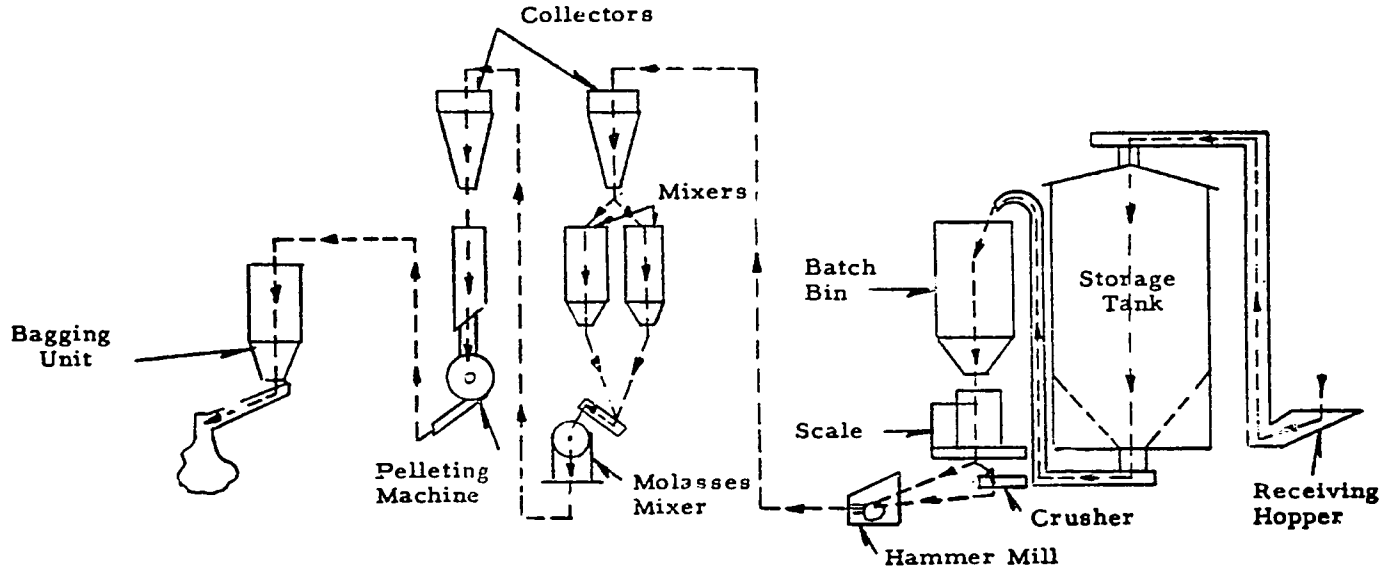 Collectors
Mixers
Batch
Bin
Storage
Tank
Bagging
Unit
Scale
Pelleting
Machine
Molasses
Mixer
Crusher
Receiving
Hopper
Hammer Mill